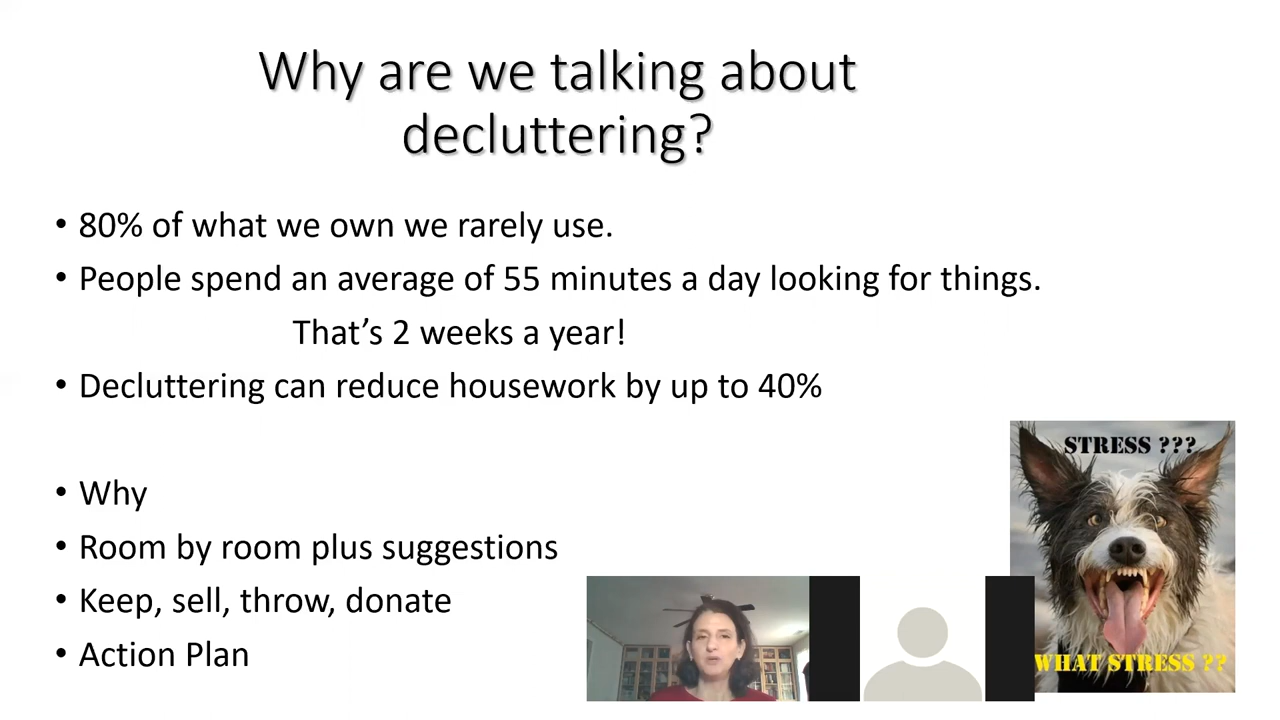 Why are we talking about
decluttering?
• 80% of what we own we rarely use.
• People spend an average of 55 minutes a day looking for things.
That’s 2 weeks a year!
• Decluttering can reduce housework by up to 40%
• Why
• Room by room plus suggestions
• Keep, sell, throw, donate
• Action Plan
STRESS ???
WHAT STRESS ??